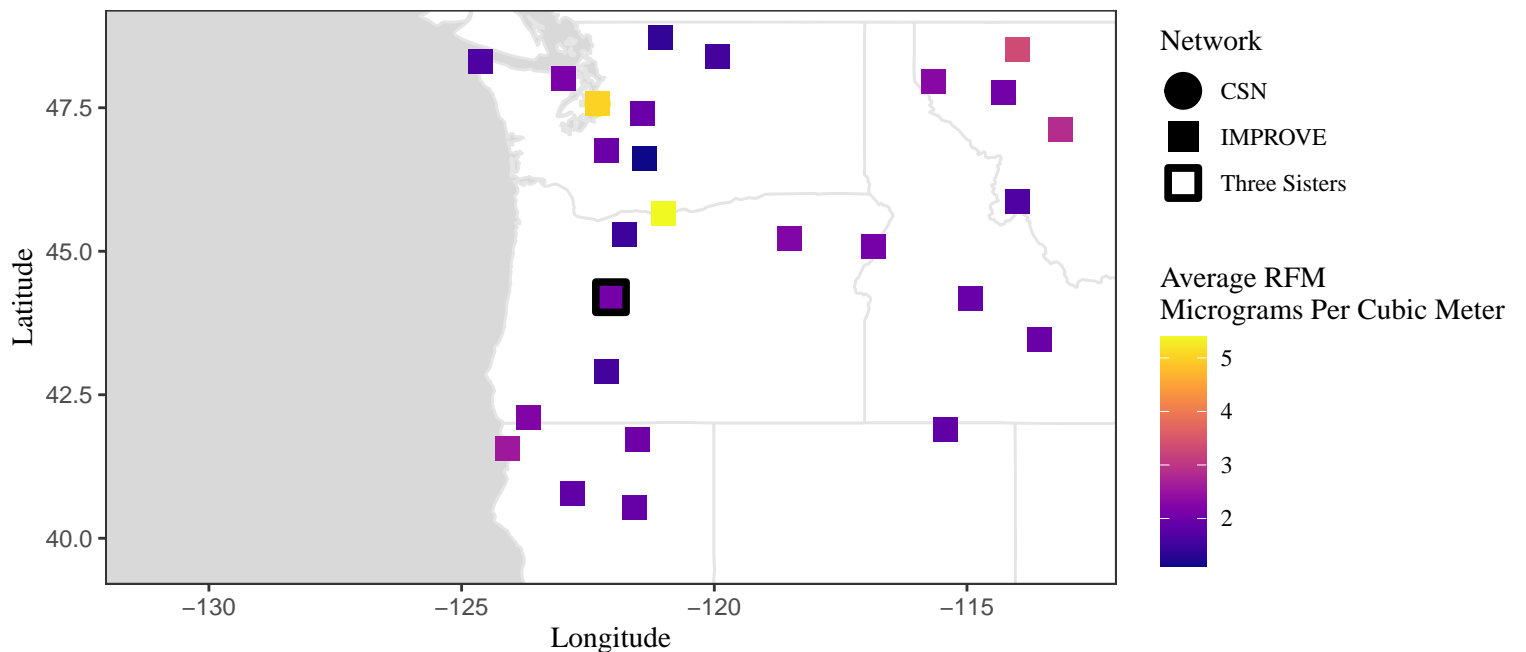 47.5
45.0
42.5
40.0
Latitude
−130
−125
−120
−115
Longitude
Network
CSN
IMPROVE
Three Sisters
Average RFM
Micrograms Per Cubic Meter
5
4
3
2